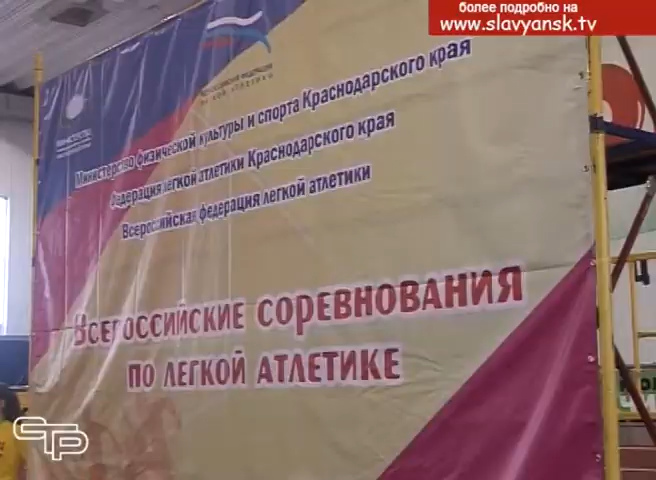 более подробно на
www.slavyansk.tv
Министерство физической культуры и спорта Краснодарского края
Федерация легкой атлетики Краснодарского края
Всероссийская федерация легкой атлетики
Всероссийские соревнования
по легкой атлетике
СТР